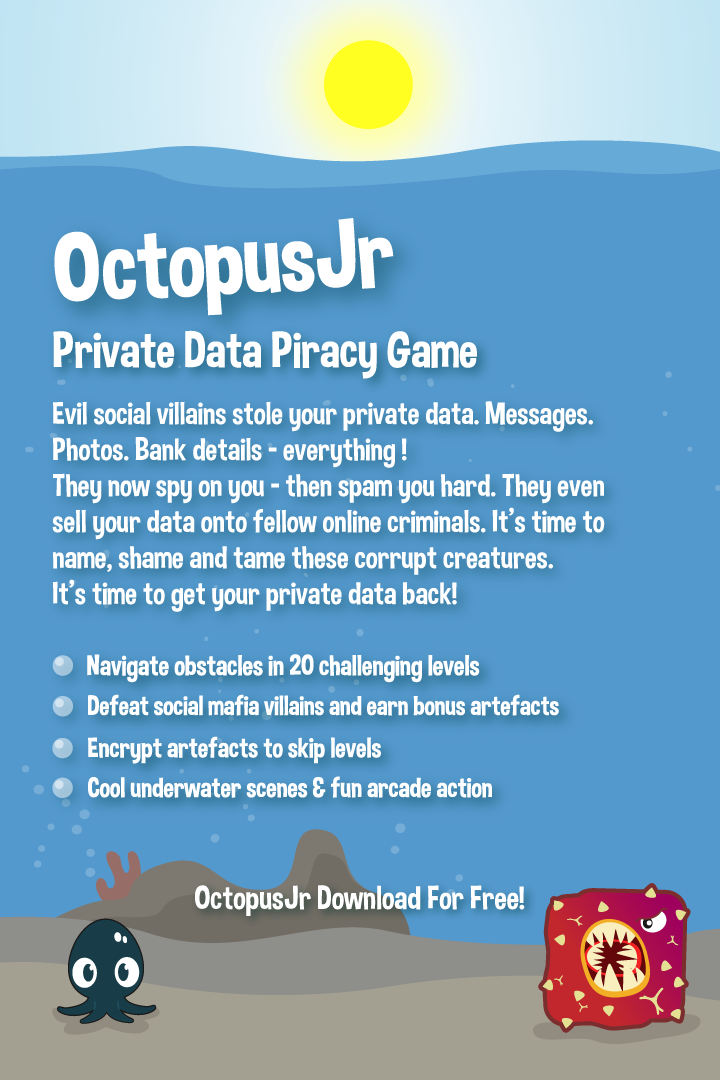 OctopusJr
Private Data Piracy Game
Evil social villains stole your private data. Messages.
Photos. Bank details - everything !
They now spy on you - then spam you hard. They even
sell your data onto fellow online criminals. It's time to
name, shame and tame these corrupt creatures.
It's time to get your private data back!
Navigate obstacles in 20 challenging levels
Defeat social mafia villains and earn bonus artefacts
Encrypt artefacts to skip levels
Cool underwater scenes & fun arcade action
OctopusJr Download For Free!